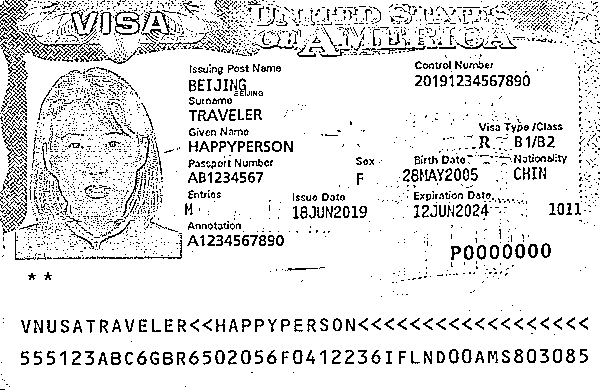 VISA UNITED STATES
OF AMERICA
Issuing Post Name
Control Number
BEIJING
20191234567890
BEIJING
Surname
TRAVELER
Given Name
Visa Type /Class
HAPPYPERSON
R B1/B2
Passport Number Sex Birth Date Nationality
AB1234567 F 28MAY2005 CHIN
Entries Issue Date Expiration Date
M 18JUN2019 12JUN2024 1011
Annotation
A1234567890
P0000000
**
VNUSATRAVELER<<HAPPYPERSON<<<<<<<<<<<<<<<<<<
555123ABC6GBR6502056F0412236IFLND00AMS803085